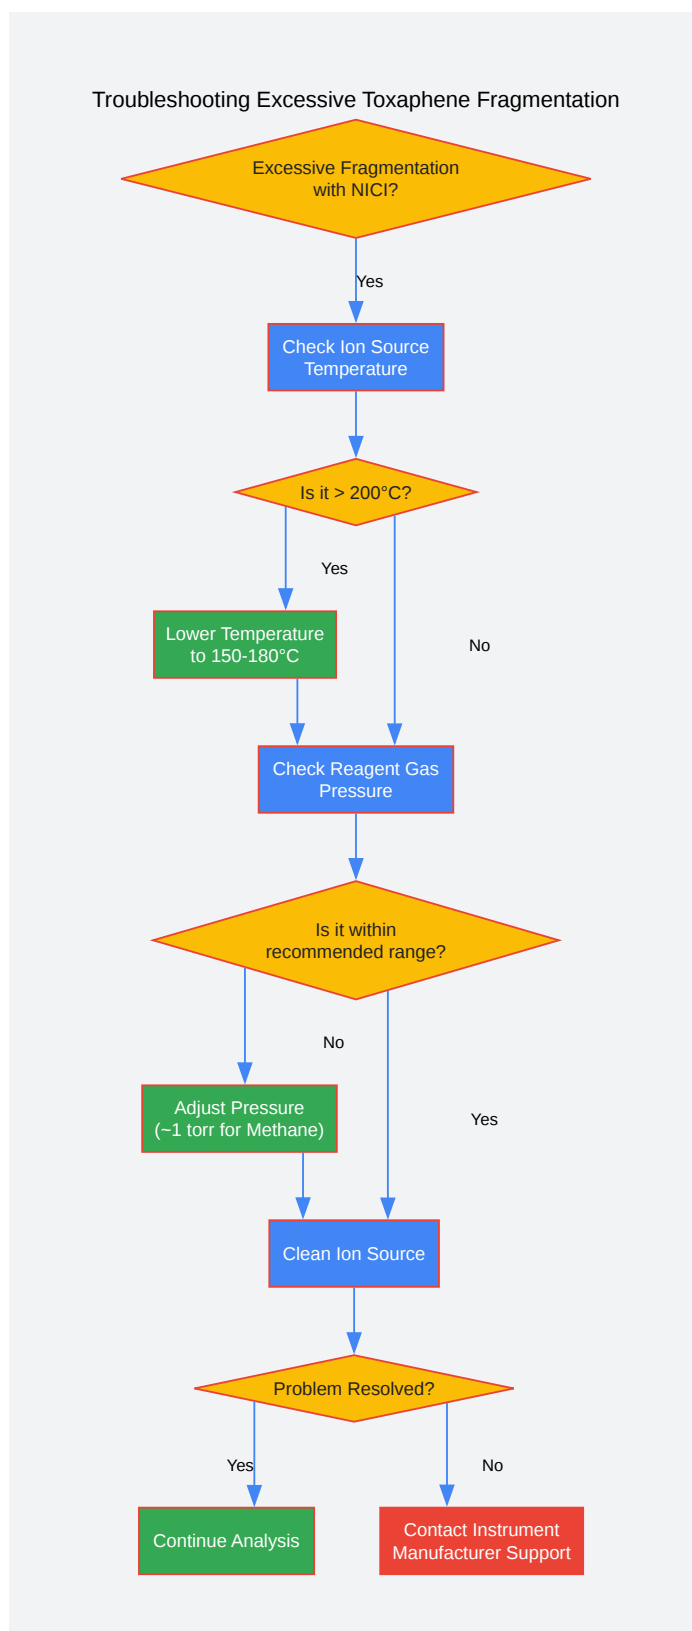 Troubleshooting Excessive Toxaphene Fragmentation
Excessive Fragmentation
with NICI?
Yes
Check Ion Source
Temperature
Is it > 200°C?
Yes
Lower Temperature
to 150-180°C
No
Check Reagent Gas
Pressure
Is it within
recommended range?
No
Adjust Pressure
(~1 torr for Methane)
Yes
Clean Ion Source
Problem Resolved?
Yes
No
Continue Analysis
Contact Instrument
Manufacturer Support